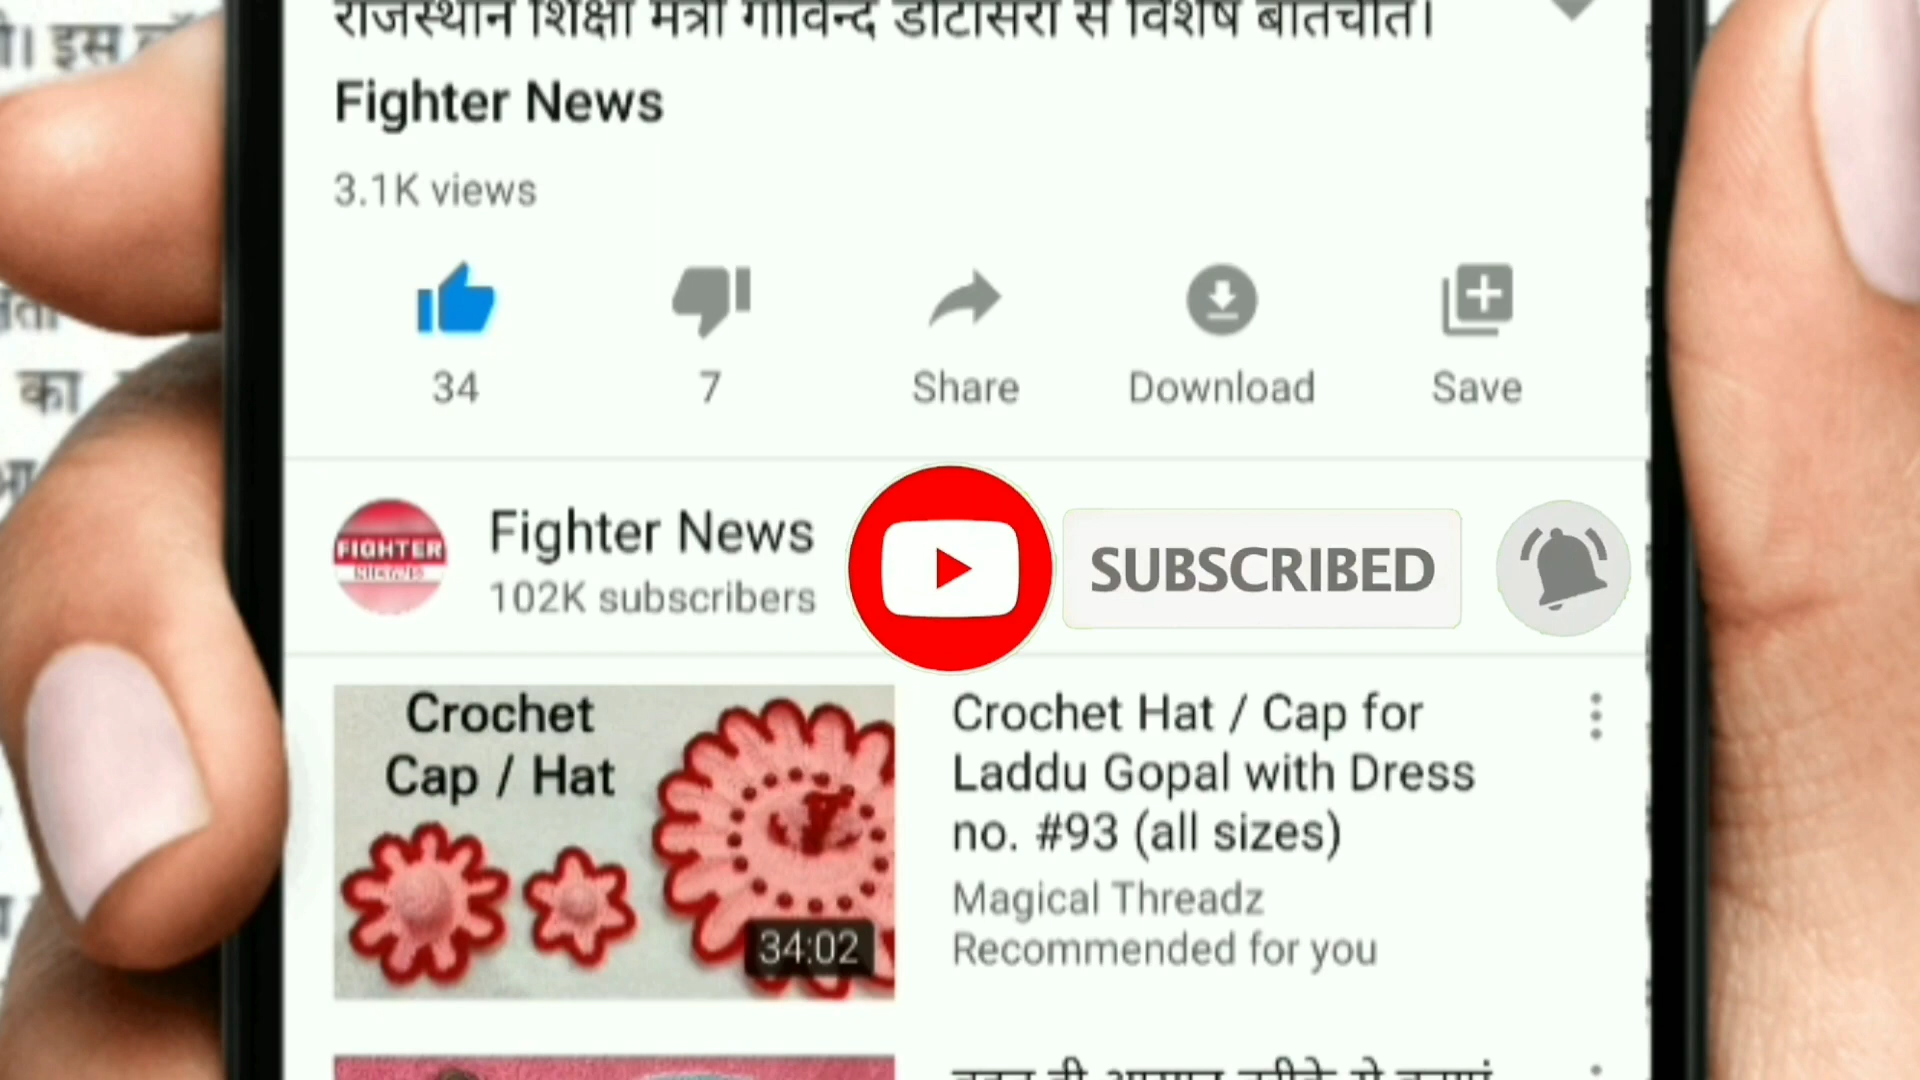 राजस्थान शिक्षा मंत्री गोविन्द डोटासरा से विशेष बातचीत।
Fighter News
3.1K views
34
7
Share
Download
Save
का
FIGHTER
NEWS
Fighter News
102K subscribers
SUBSCRIBED
Crochet
Cap / Hat
34:02
Crochet Hat / Cap for
Laddu Gopal with Dress
no. #93 (all sizes)
Magical Threadz
Recommended for you